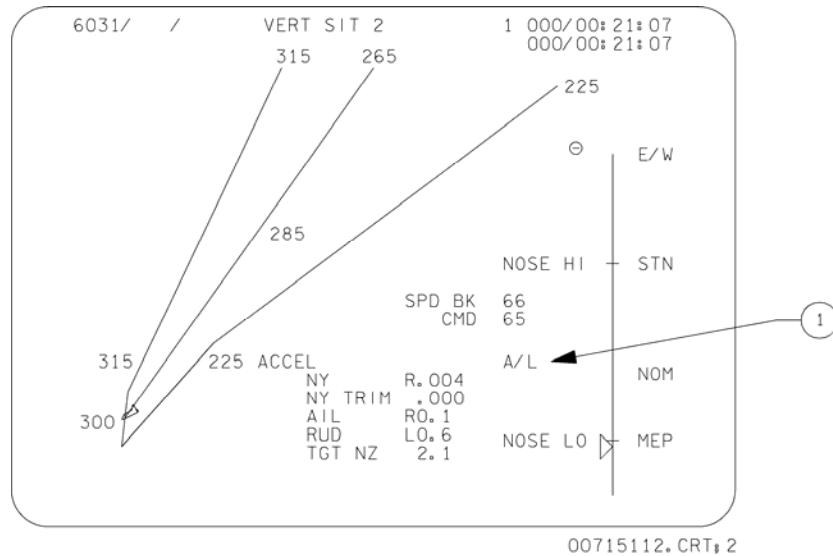 6031/ / VERT SIT 2 1 000/00:21:07
000/00:21:07
315 265
225
⊖ E/W
285
NOSE HI STN
SPD BK 66
CMD 65
1
315 225 ACCEL A/L
NY R.004 NOM
NY TRIM .000
300 AIL R0.1
RUD L0.6 NOSE LO MEP
TGT NZ 2.1
00715112.CRT;2